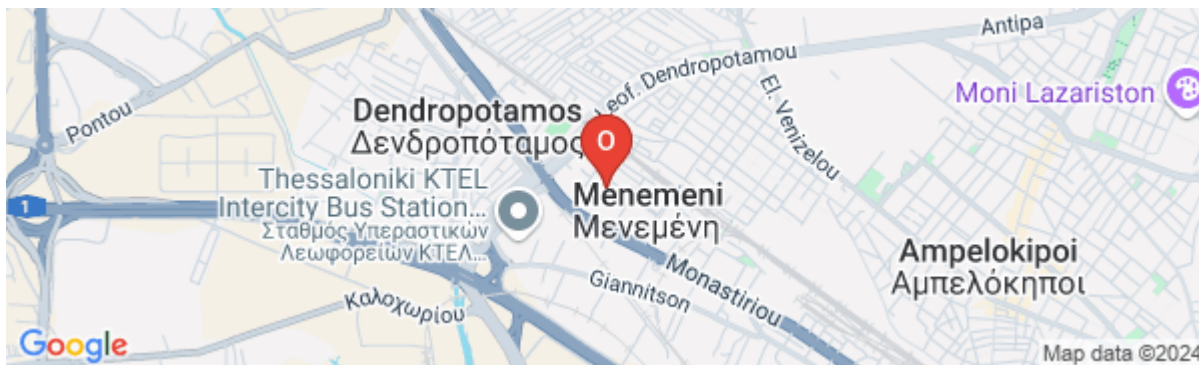 Antipa
Leof. Dendropotamou
El. Venizelou
Moni Lazariston
Pontou
Dendropotamos
Δενδροπόταμος
O
Thessaloniki KTEL
Intercity Bus Station...
Σταθμός Υπεραστικών
Λεωφορείων ΚΤΕΛ...
1
Menemeni
Μενεμένη
Ampelokipoi
Αμπελόκηποι
Monastiriou
Giannitson
Καλοχωρίου
Google
Map data ©2024